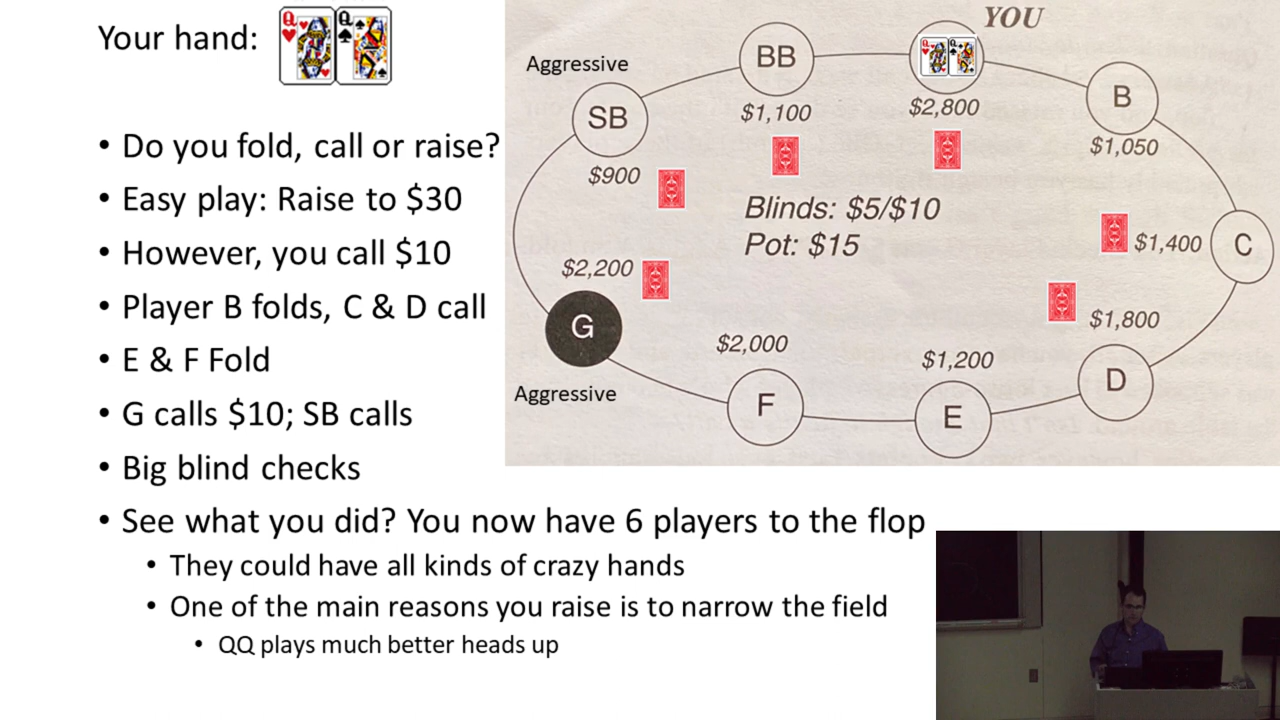 Your hand:
• Do you fold, call or raise?
• Easy play: Raise to $30
• However, you call $10
• Player B folds, C & D call
• E & F Fold
• G calls $10; SB calls
• Big blind checks
• See what you did? You now have 6 players to the flop
• They could have all kinds of crazy hands
• One of the main reasons you raise is to narrow the field
• QQ plays much better heads up
YOU
Aggressive
BB
SB
B
$1,100
$2,800
$1,050
$900
Blinds: $5/$10
Pot: $15
$1,400
C
$2,200
G
$1,800
$2,000
$1,200
D
Aggressive
F
E